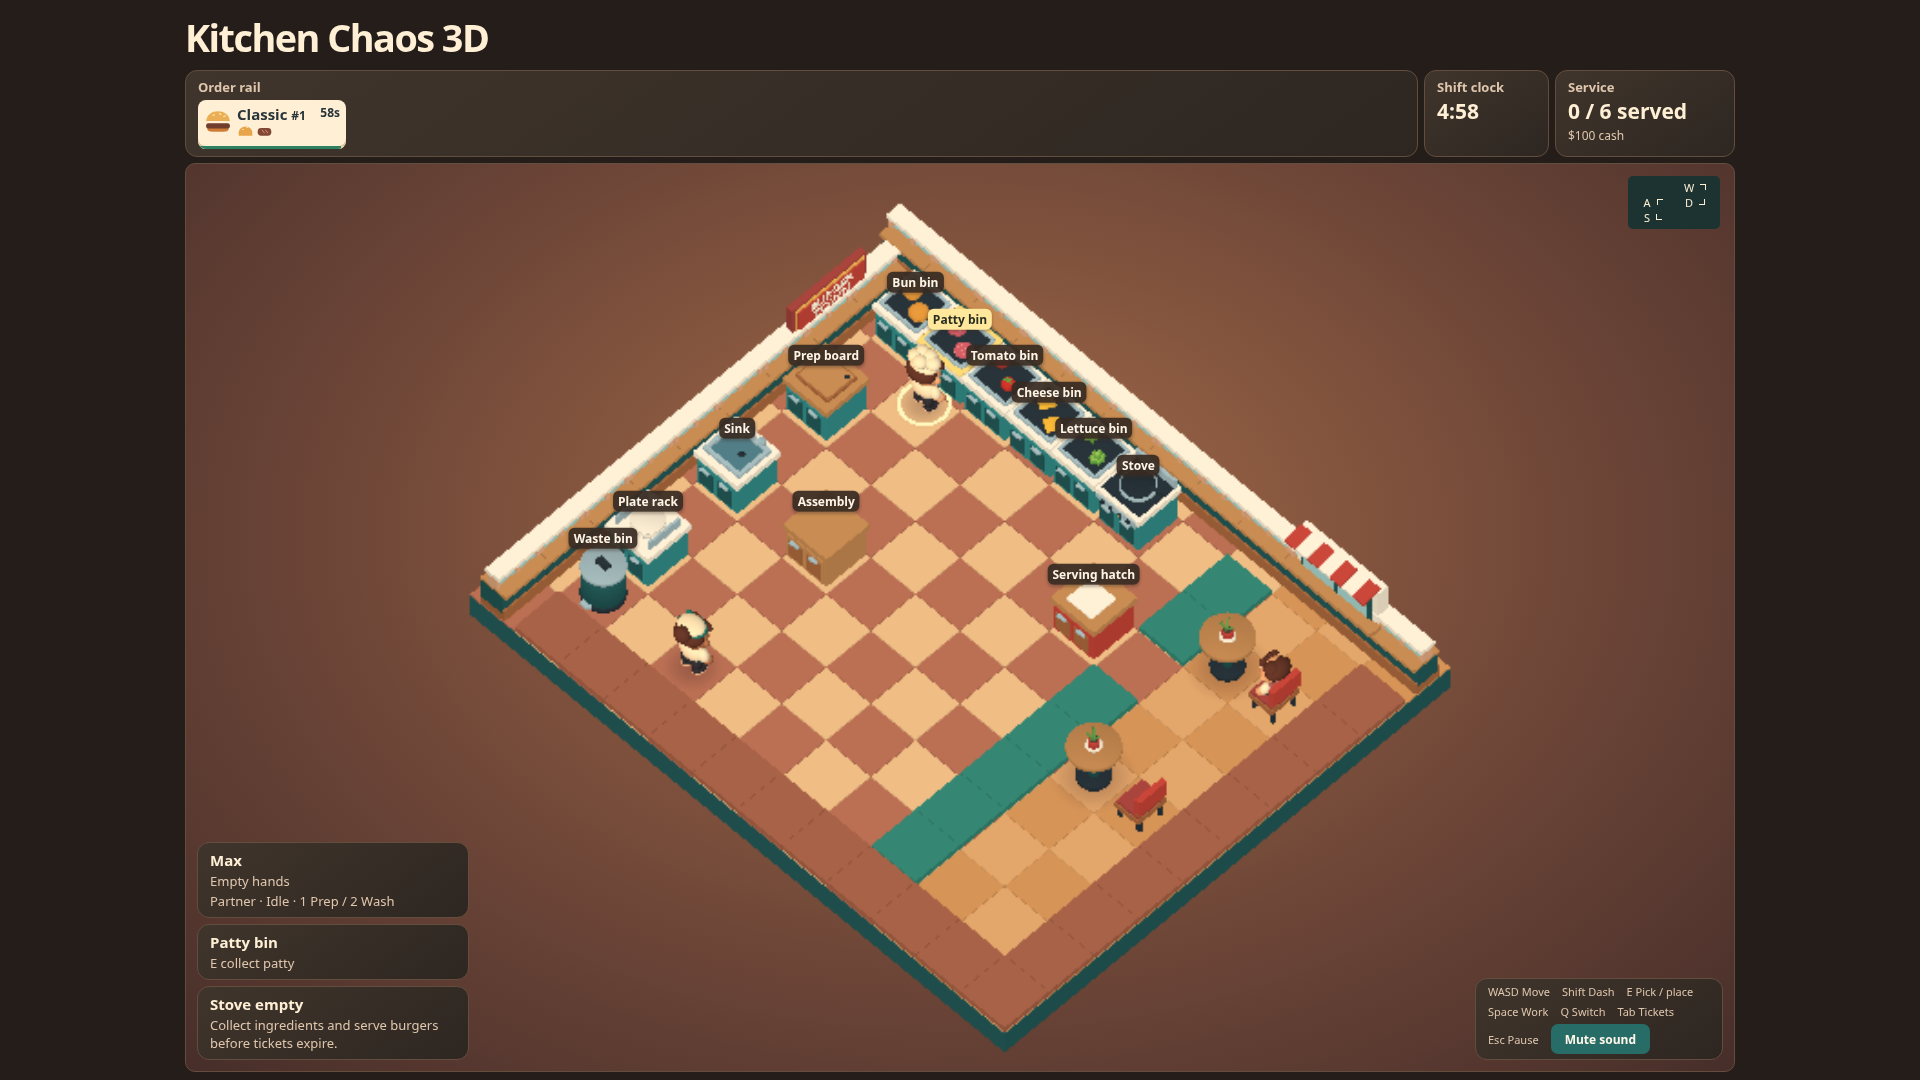 Kitchen Chaos 3D
Order rail
Classic #1 58s
Shift clock
4:58
Service
0 / 6 served
$100 cash
W
A D
S
Bun bin
Patty bin
Prep board
Tomato bin
Cheese bin
Sink
Lettuce bin
Stove
Plate rack
Assembly
Waste bin
Serving hatch
Max
Empty hands
Partner · Idle · 1 Prep / 2 Wash
Patty bin
E collect patty
Stove empty
Collect ingredients and serve burgers
before tickets expire.
WASD Move Shift Dash E Pick / place
Space Work Q Switch Tab Tickets
Esc Pause Mute sound